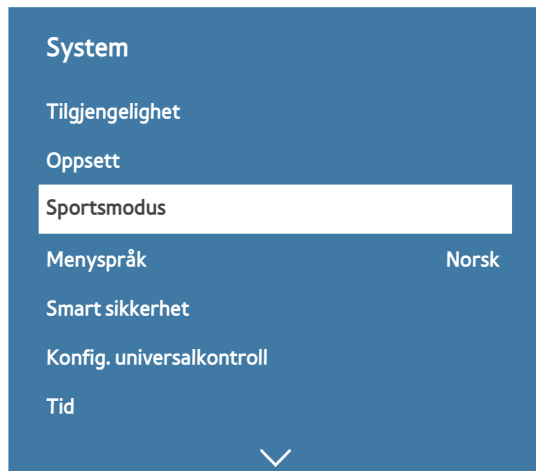 System
Tilgjengelighet
Oppsett
Sportsmodus
Menyspråk Norsk
Smart sikkerhet
Konfig. universalkontroll
Tid